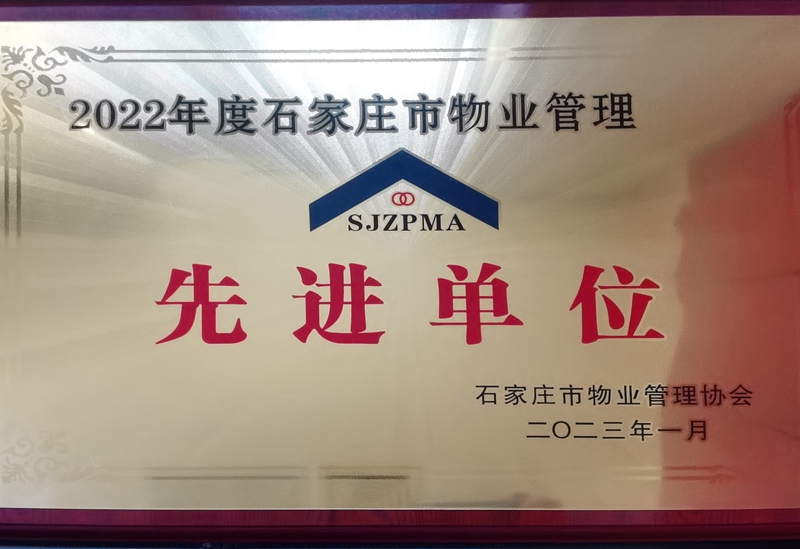 2022年度石家庄市物业管理
SJZPMA
先进单位
石家庄市物业管理协会
二〇二三年一月